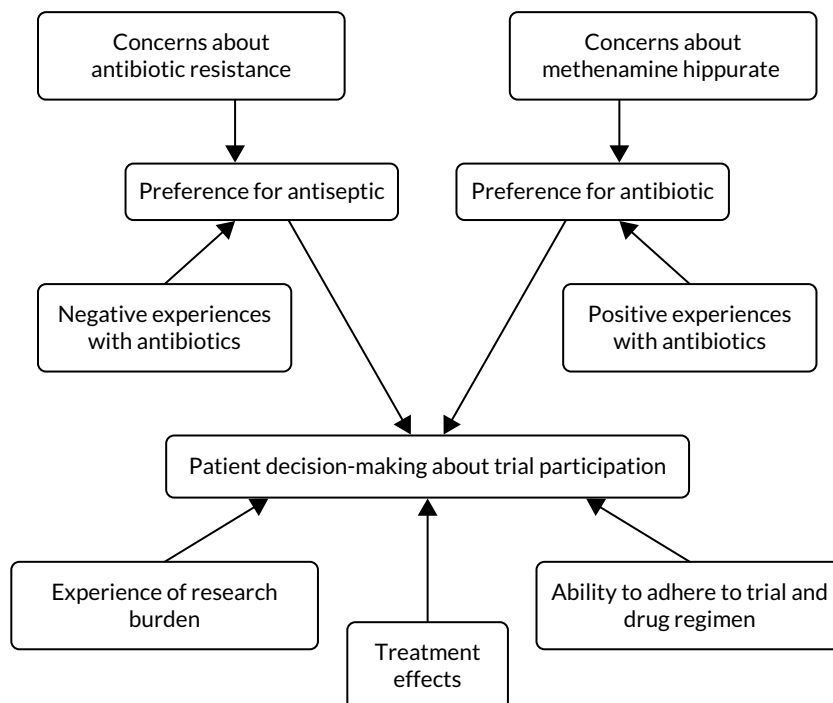 Concerns about
antibiotic resistance
Concerns about
methenamine hippurate
Preference for antiseptic
Preference for antibiotic
Negative experiences
with antibiotics
Positive experiences
with antibiotics
Patient decision-making about trial participation
Experience of research
burden
Treatment
effects
Ability to adhere to trial and
drug regimen